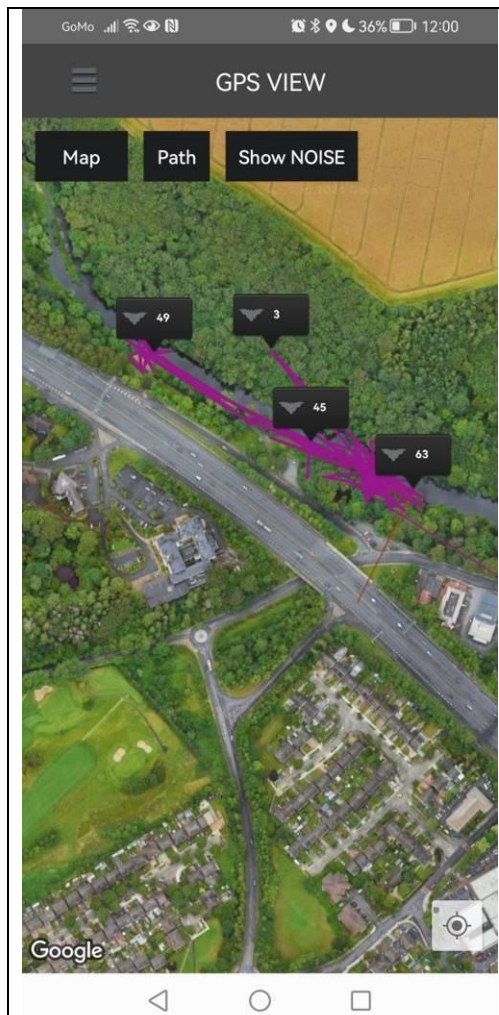 GoMo 36% 12:00
GPS VIEW
Map Path Show NOISE
49 3
45
63
Google